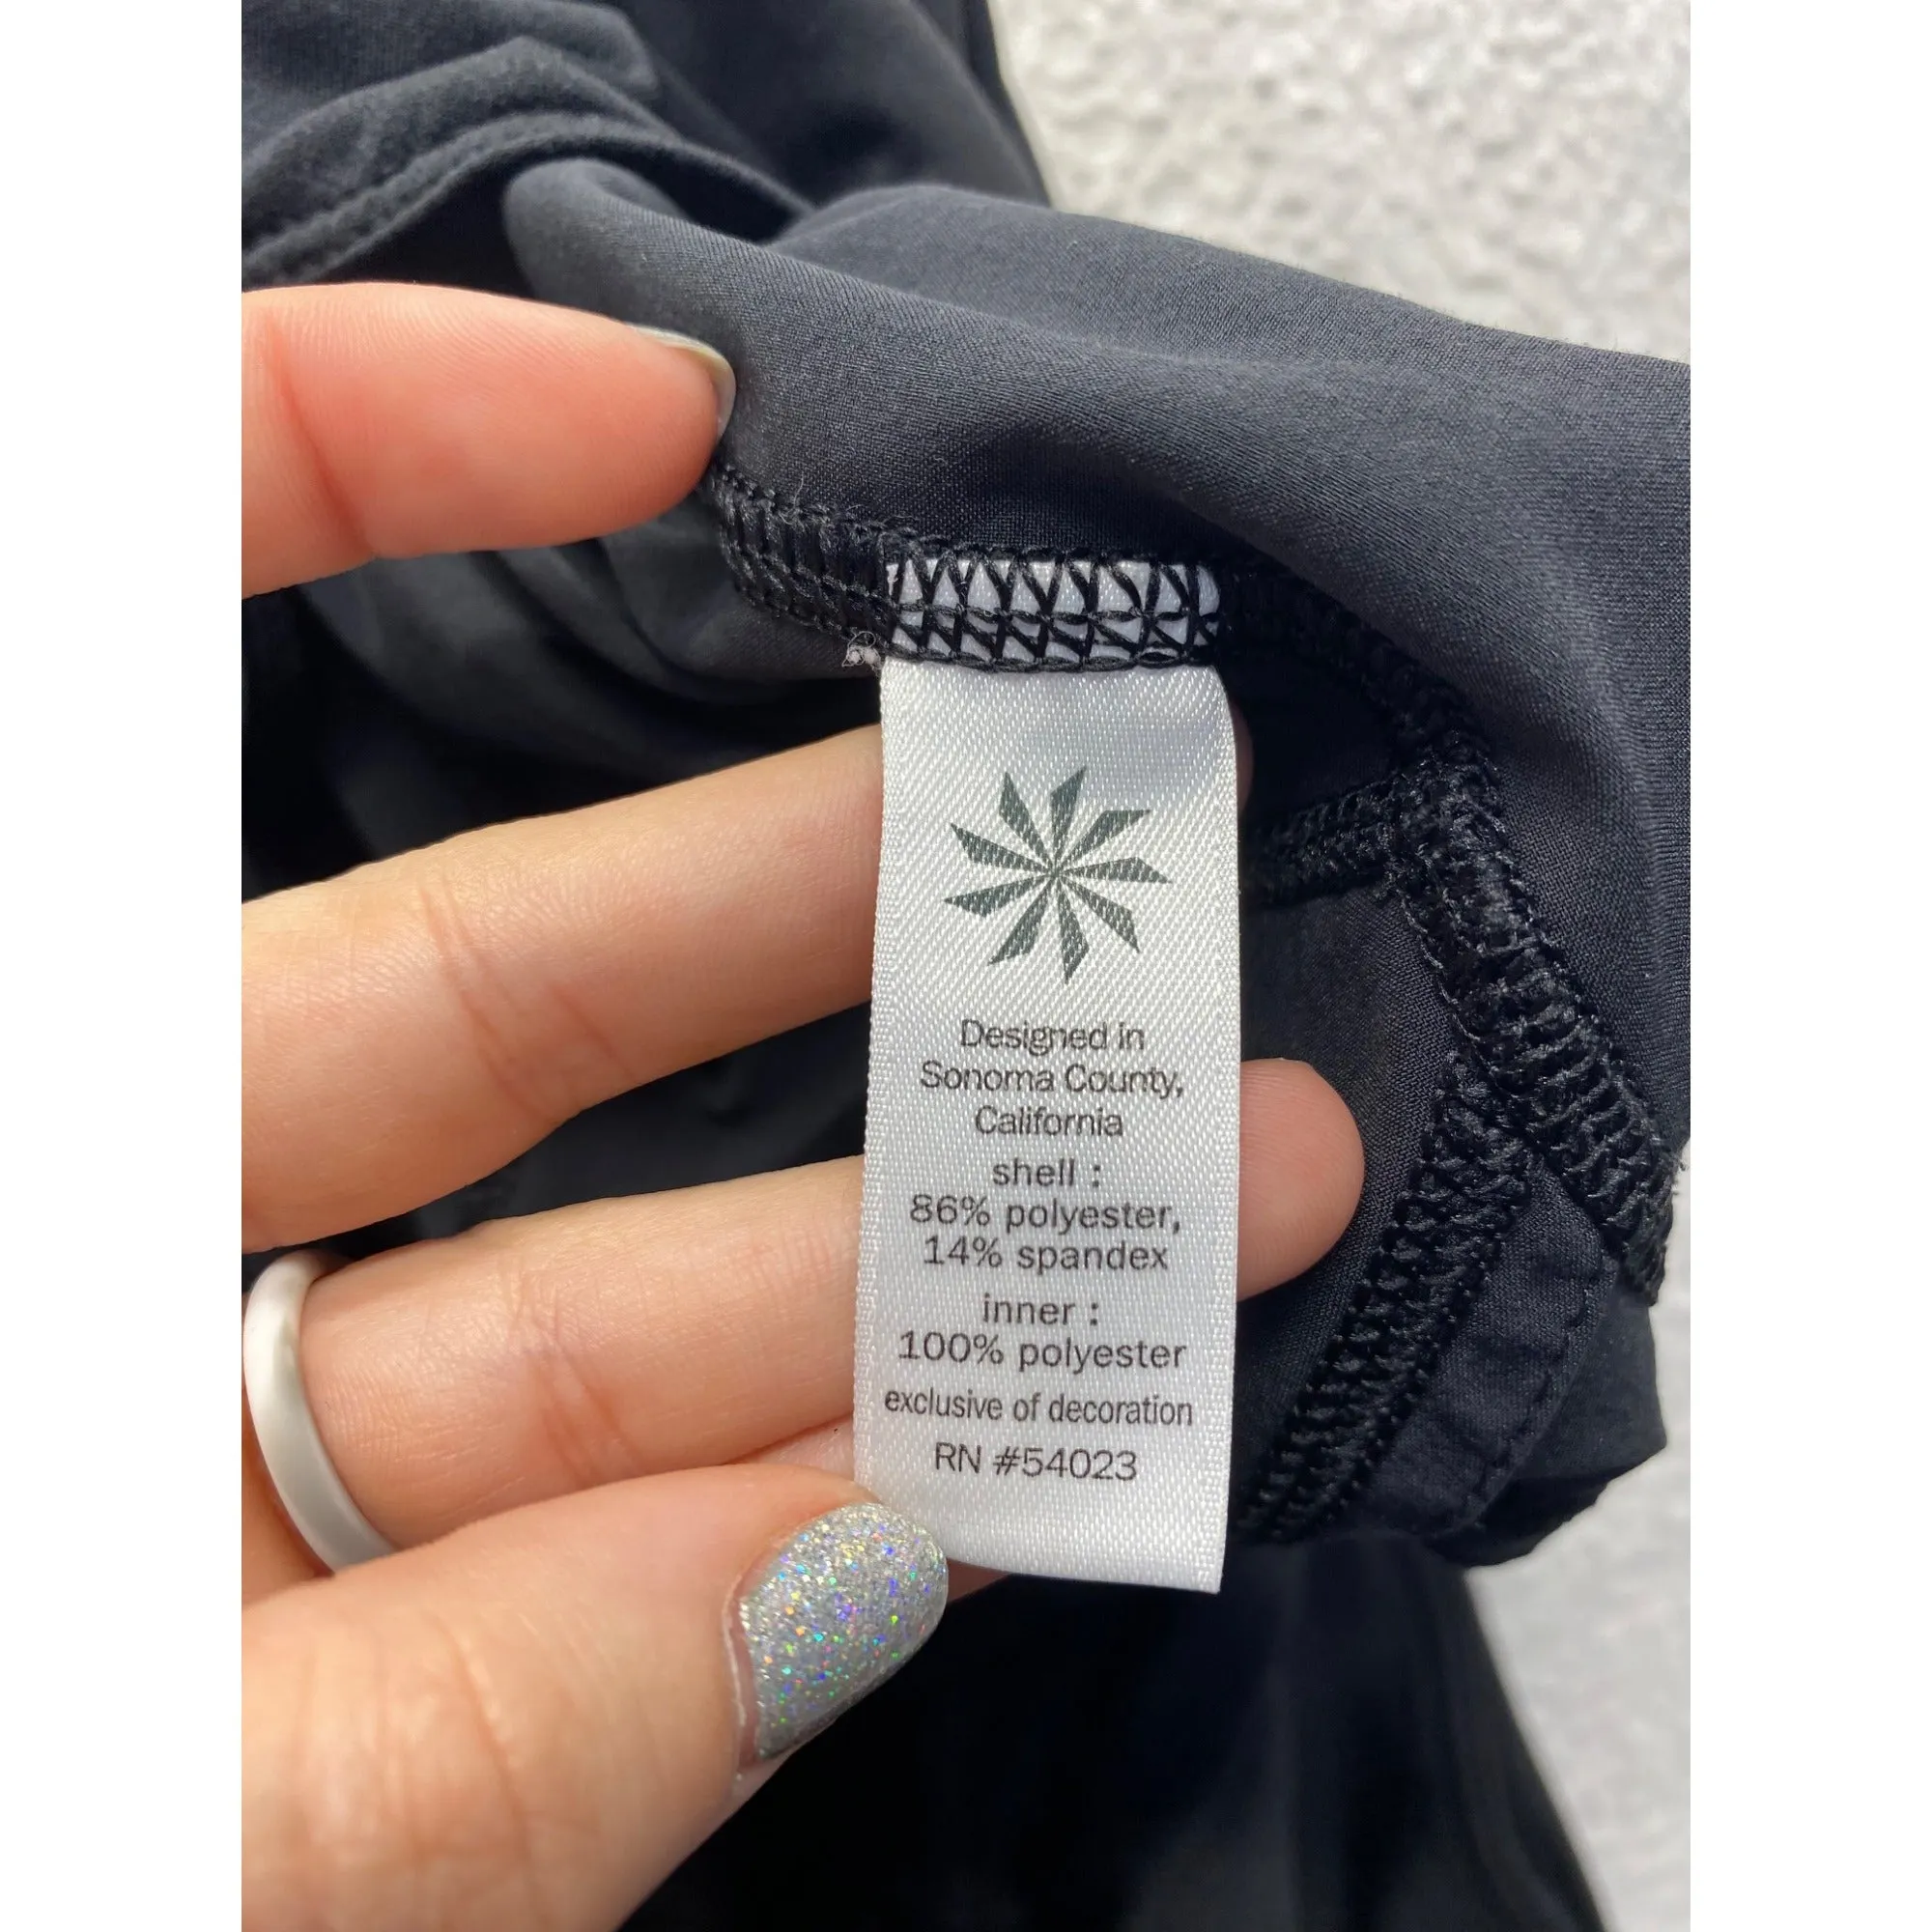 Designed in
Sonoma County,
California
shell :
86% polyester,
14% spandex
inner :
100% polyester
exclusive of decoration
RN #54023